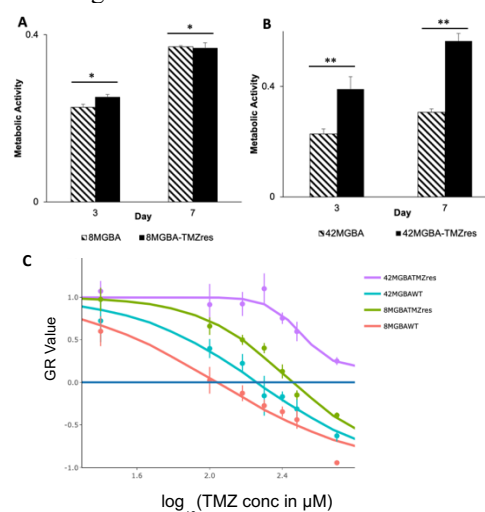 A
0.4
Metabolic Activity
*
*
0
3
Day
7
8MGBA
8MGBA-TMZres
B
0.4
Metabolic Activity
**
**
0
3
Day
7
42MGBA
42MGBA-TMZres
C
GR Value
1.0
0.5
0.0
-0.5
-1.0
1.6
2.0
2.4
log (TMZ conc in µM)
42MGBATMZres
42MGBAWT
8MGBATMZres
8MGBAWT